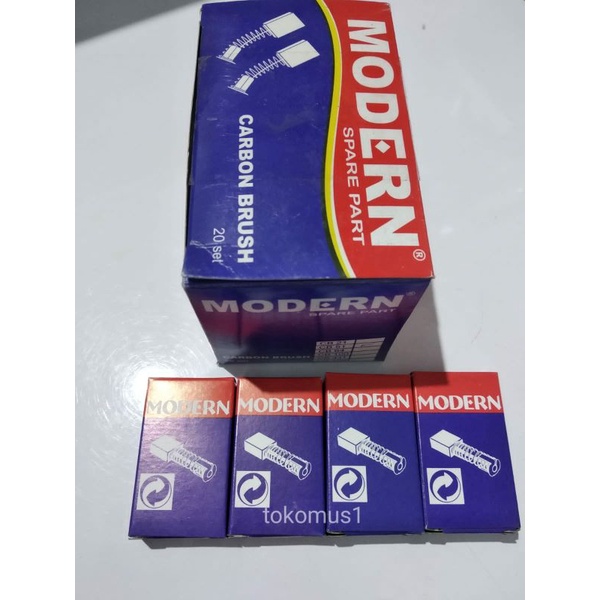 MODERN®
SPARE PART
CARBON BRUSH
20 set
MODERN
SPARE PART
CARBON BRUSH
MODERN
MODERN
MODERN
MODERN
tokomus1